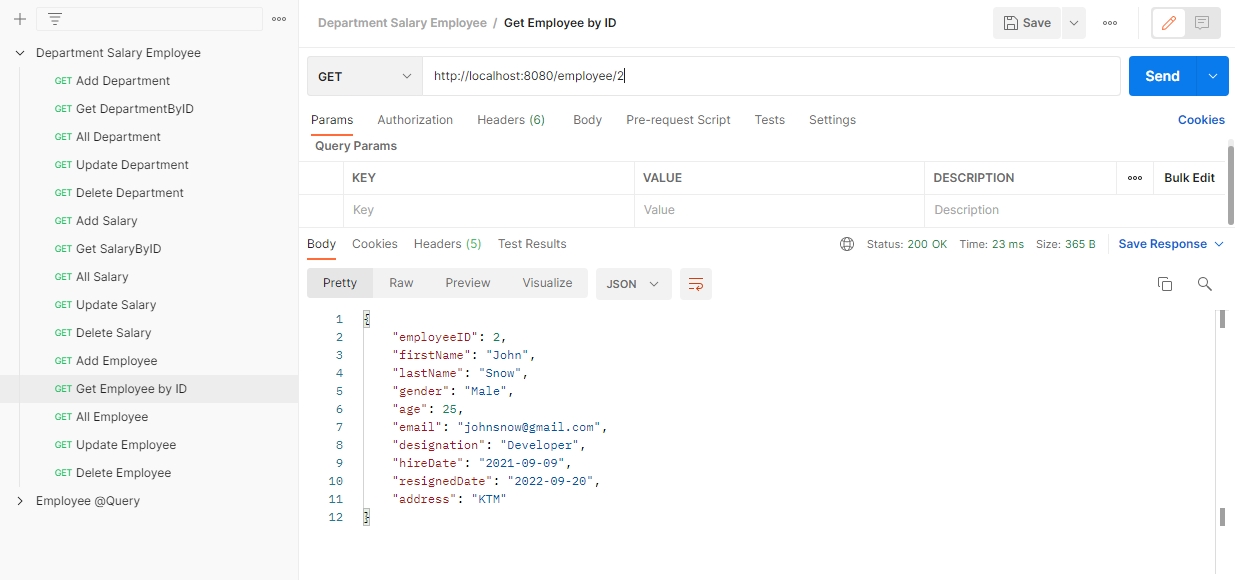 Department Salary Employee / Get Employee by ID
Save
Department Salary Employee
GET Add Department
GET Get DepartmentByID
GET All Department
GET Update Department
GET Delete Department
GET Add Salary
GET Get SalaryByID
GET All Salary
GET Update Salary
GET Delete Salary
GET Add Employee
GET Get Employee by ID
GET All Employee
GET Update Employee
GET Delete Employee
Employee @Query
GET http://localhost:8080/employee/2 Send
Params Authorization Headers (6) Body Pre-request Script Tests Settings Cookies
Query Params
KEY VALUE DESCRIPTION Bulk Edit
Key Value Description
Body Cookies Headers (5) Test Results Status: 200 OK Time: 23 ms Size: 365 B Save Response
Pretty Raw Preview Visualize JSON
1 {
2 "employeeID": 2,
3 "firstName": "John",
4 "lastName": "Snow",
5 "gender": "Male",
6 "age": 25,
7 "email": "johnsnow@gmail.com",
8 "designation": "Developer",
9 "hireDate": "2021-09-09",
10 "resignedDate": "2022-09-20",
11 "address": "KTM"
12 }